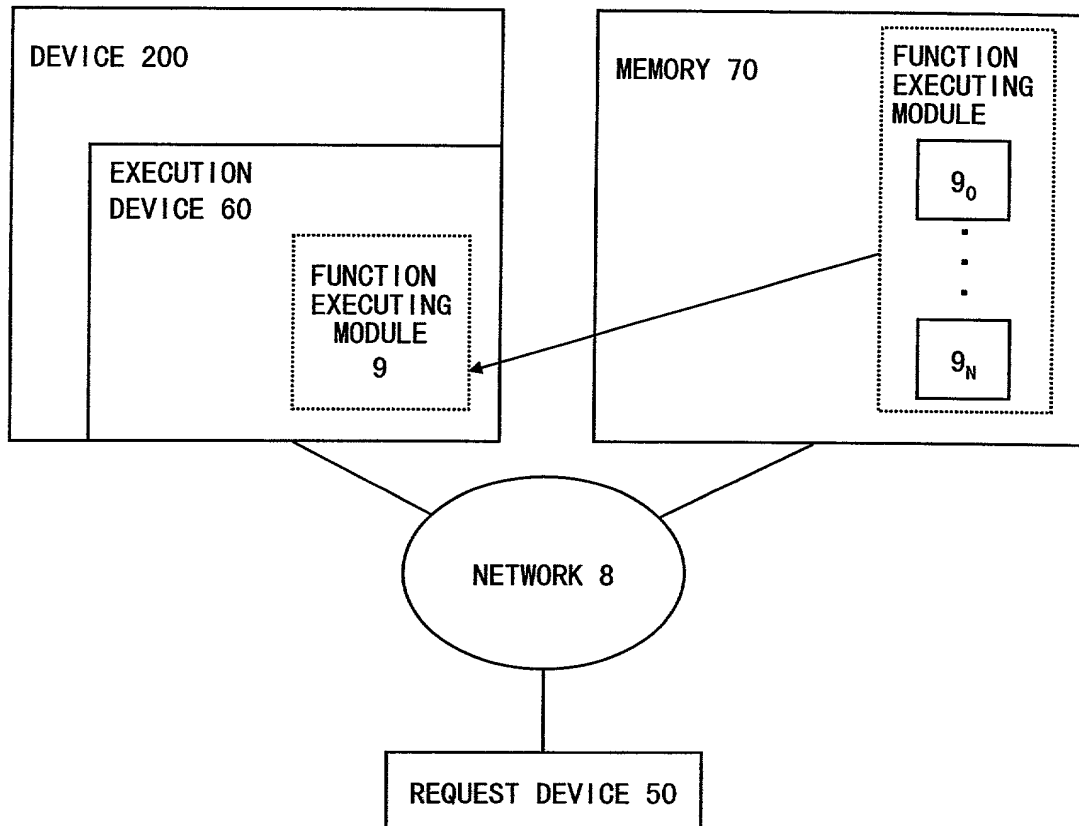 DEVICE 200
EXECUTION
DEVICE 60
FUNCTION
EXECUTING
MODULE
9
MEMORY 70
FUNCTION
EXECUTING
MODULE
9₀
9_N
NETWORK 8
REQUEST DEVICE 50